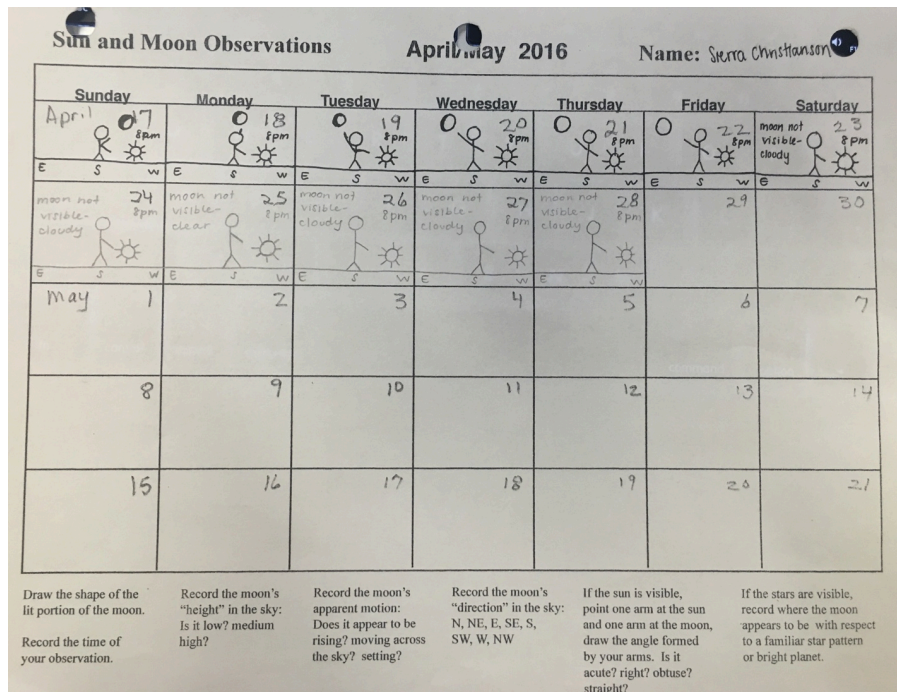 Sun and Moon Observations April/May 2016 Name: Sierra Christianson
Sunday Monday Tuesday Wednesday Thursday Friday Saturday
April 17 8pm E S W
18 8pm E S W
19 8pm E S W
20 8pm E S W
21 8pm E S W
22 8pm E S W
moon not 23
visible- 8pm
cloudy
E S W
moon not 24
visible- 8pm
cloudy
E S W
moon not 25
visible- 8pm
clear
E S W
moon not 26
visible- 8pm
cloudy
E S W
moon not 27
visible- 8pm
cloudy
E S W
moon not 28
visible- 8pm
cloudy
E S W
29
30
May 1 2 3 4 5 6 7
8 9 10 11 12 13 14
15 16 17 18 19 20 21
Draw the shape of the
lit portion of the moon.
Record the time of
your observation.
Record the moon's
"height" in the sky:
Is it low? medium
high?
Record the moon's
apparent motion:
Does it appear to be
rising? moving across
the sky? setting?
Record the moon's
"direction" in the sky:
N, NE, E, SE, S,
SW, W, NW
If the sun is visible,
point one arm at the sun
and one arm at the moon,
draw the angle formed
by your arms. Is it
acute? right? obtuse?
straight?
If the stars are visible,
record where the moon
appears to be with respect
to a familiar star pattern
or bright planet.